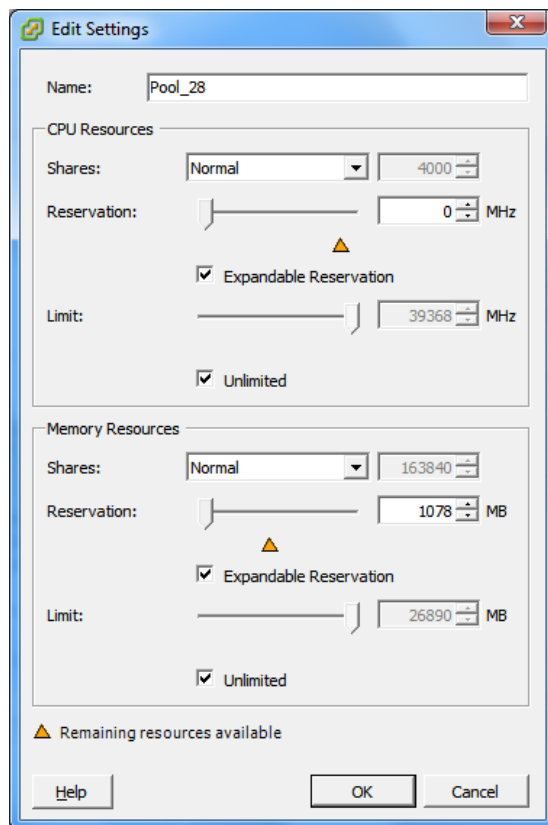 Edit Settings
Name: Pool_28
CPU Resources
Shares: Normal 4000
Reservation: 0 MHz
Expandable Reservation
Limit: 39368 MHz
Unlimited
Memory Resources
Shares: Normal 163840
Reservation: 1078 MB
Expandable Reservation
Limit: 26890 MB
Unlimited
Remaining resources available
Help OK Cancel